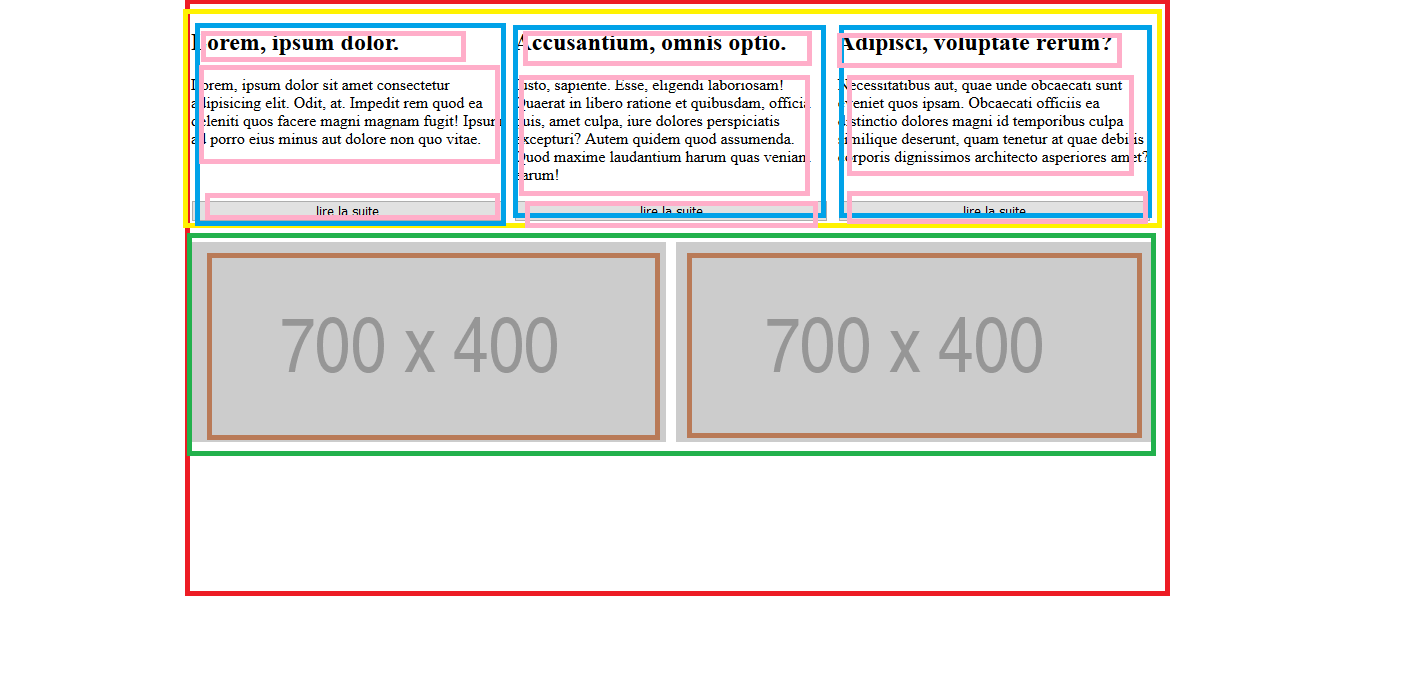 Lorem, ipsum dolor.
Lorem, ipsum dolor sit amet consectetur
adipisicing elit. Odit, at. Impedit rem quod ea
deleniti quos facere magni magnam fugit! Ipsum
ad porro eius minus aut dolore non quo vitae.
lire la suite
Accusantium, omnis optio.
Iusto, sapiente. Esse, eligendi laboriosam!
Quaerat in libero ratione et quibusdam, officia
quis, amet culpa, iure dolores perspiciatis
excepturi? Autem quidem quod assumenda.
Quod maxime laudantium harum quas veniam
earum!
lire la suite
Adipisci, voluptate rerum?
Necessitatibus aut, quae unde obcaecati sunt
eveniet quos ipsam. Obcaecati officiis ea
distinctio dolores magni id temporibus culpa
similique deserunt, quam tenetur at quae debitis
corporis dignissimos architecto asperiores amet?
lire la suite
700 x 400
700 x 400